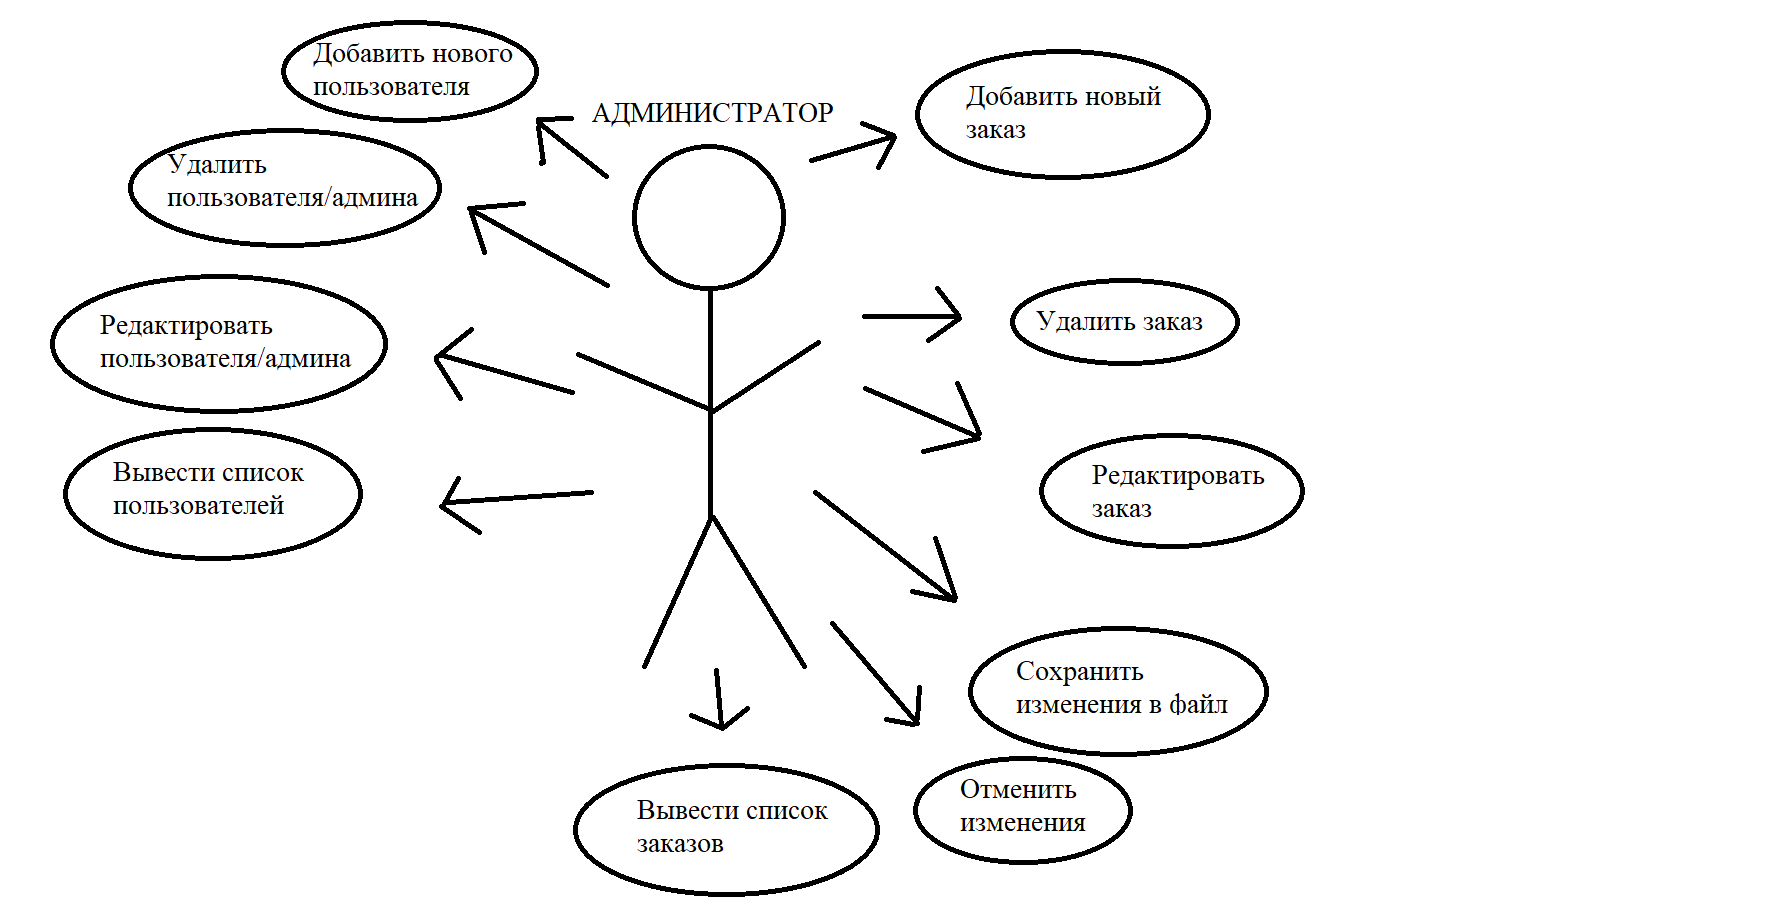 Добавить нового
пользователя
АДМИНИСТРАТОР
Добавить новый
заказ
Удалить
пользователя/админа
Редактировать
пользователя/админа
Удалить заказ
Вывести список
пользователей
Редактировать
заказ
Сохранить
изменения в файл
Отменить
изменения
Вывести список
заказов